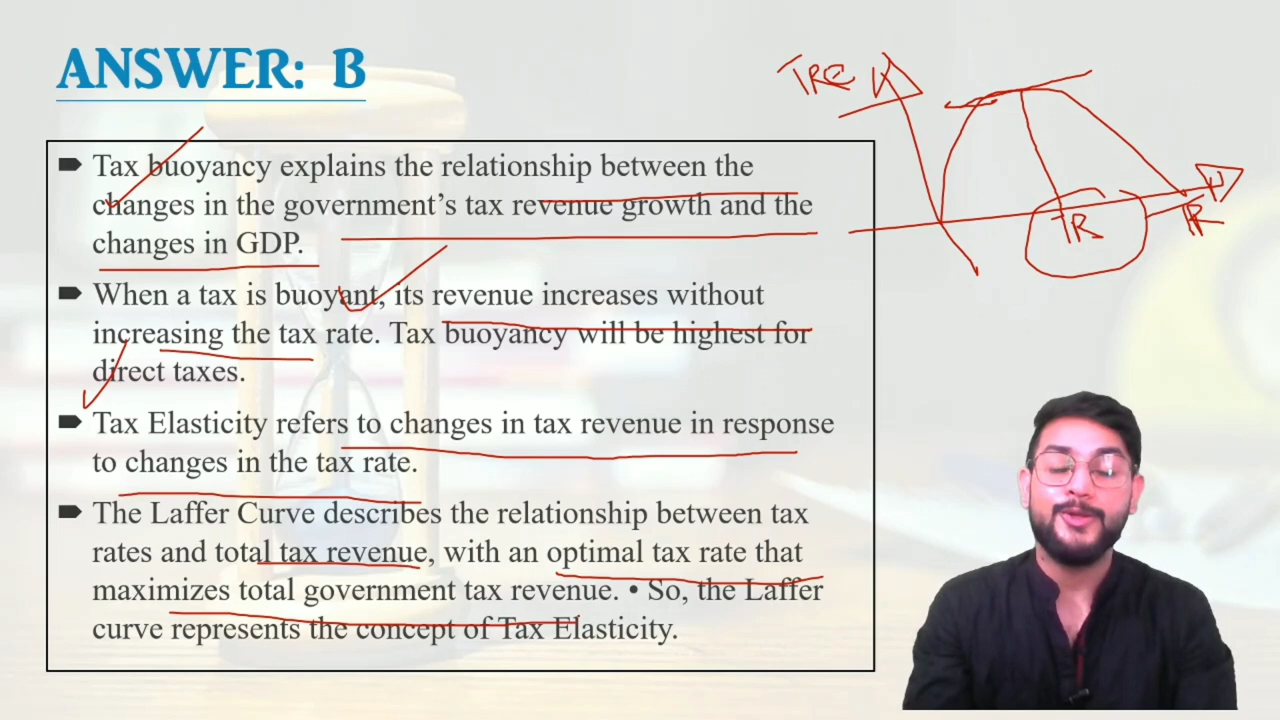 ANSWER: B
Tax buoyancy explains the relationship between the
changes in the government's tax revenue growth and the
changes in GDP.
When a tax is buoyant, its revenue increases without
increasing the tax rate. Tax buoyancy will be highest for
direct taxes.
Tax Elasticity refers to changes in tax revenue in response
to changes in the tax rate.
The Laffer Curve describes the relationship between tax
rates and total tax revenue, with an optimal tax rate that
maximizes total government tax revenue. • So, the Laffer
curve represents the concept of Tax Elasticity.
TRe
TR
TR